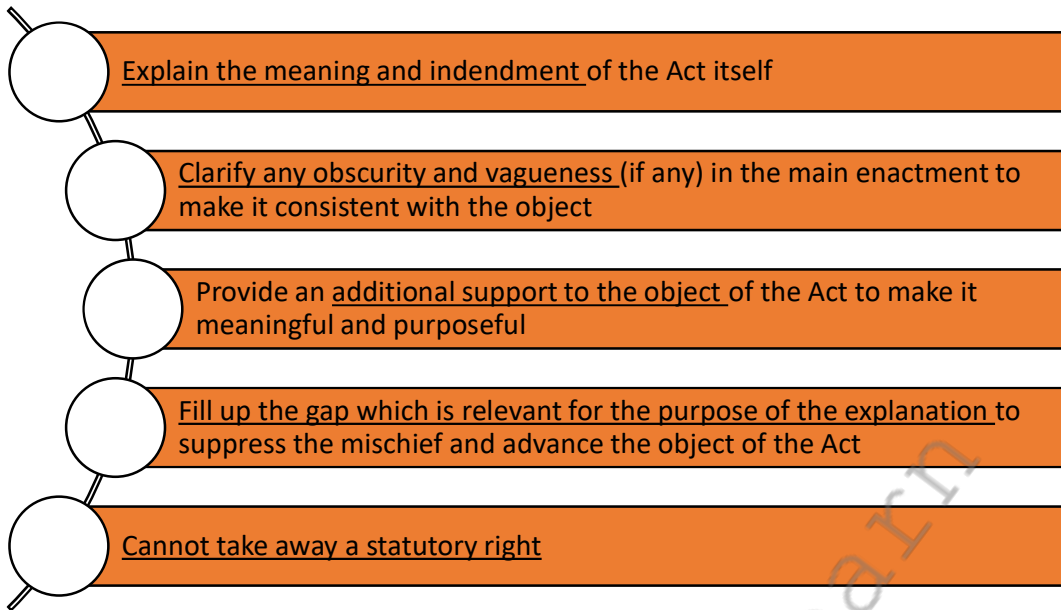 Explain the meaning and indendment of the Act itself
Clarify any obscurity and vagueness (if any) in the main enactment to
make it consistent with the object
Provide an additional support to the object of the Act to make it
meaningful and purposeful
Fill up the gap which is relevant for the purpose of the explanation to
suppress the mischief and advance the object of the Act
Cannot take away a statutory right
arn